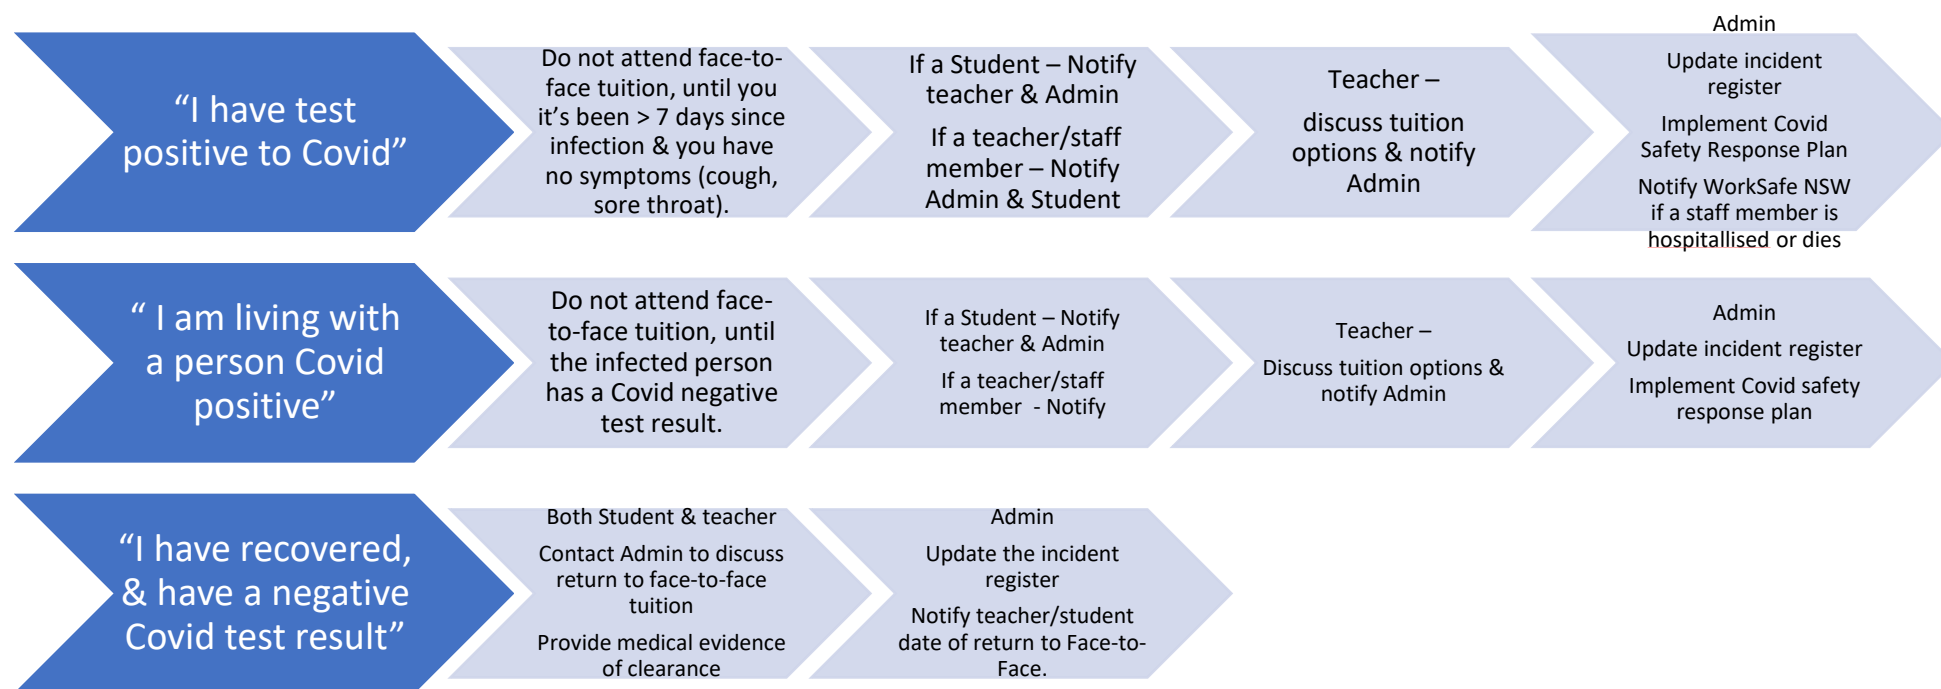 “I have test
positive to Covid”
Do not attend face-to-
face tuition, until you
it’s been > 7 days since
infection & you have
no symptoms (cough,
sore throat).
If a Student – Notify
teacher & Admin
If a teacher/staff
member – Notify
Admin & Student
Teacher –
discuss tuition
options & notify
Admin
Admin
Update incident
register
Implement Covid
Safety Response Plan
Notify WorkSafe NSW
if a staff member is
hospitallised or dies
“ I am living with
a person Covid
positive”
Do not attend face-
to-face tuition, until
the infected person
has a Covid negative
test result.
If a Student – Notify
teacher & Admin
If a teacher/staff
member  - Notify
Teacher –
Discuss tuition options &
notify Admin
Admin
Update incident register
Implement Covid safety
response plan
“I have recovered,
& have a negative
Covid test result”
Both Student & teacher
Contact Admin to discuss
return to face-to-face
tuition
Provide medical evidence
of clearance
Admin
Update the incident
register
Notify teacher/student
date of return to Face-to-
Face.